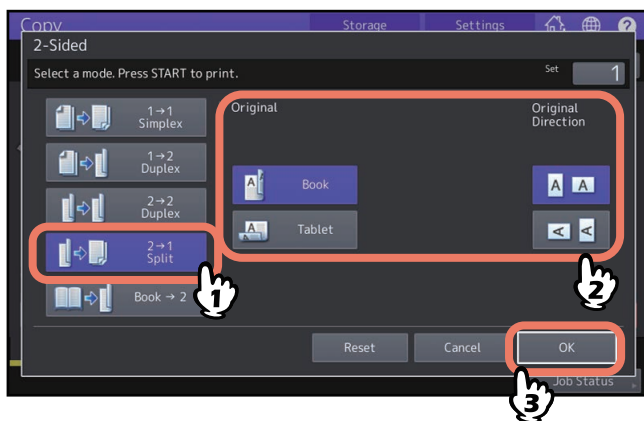 Copy
Storage
Settings
?
2-Sided
Select a mode. Press START to print.
Set
1
1→1
Simplex
1→2
Duplex
2→2
Duplex
2→1
Split
Book → 2
Original
A
Book
A
Tablet
Original
Direction
A A
A A
1
2
Reset
Cancel
OK
Job Status
3